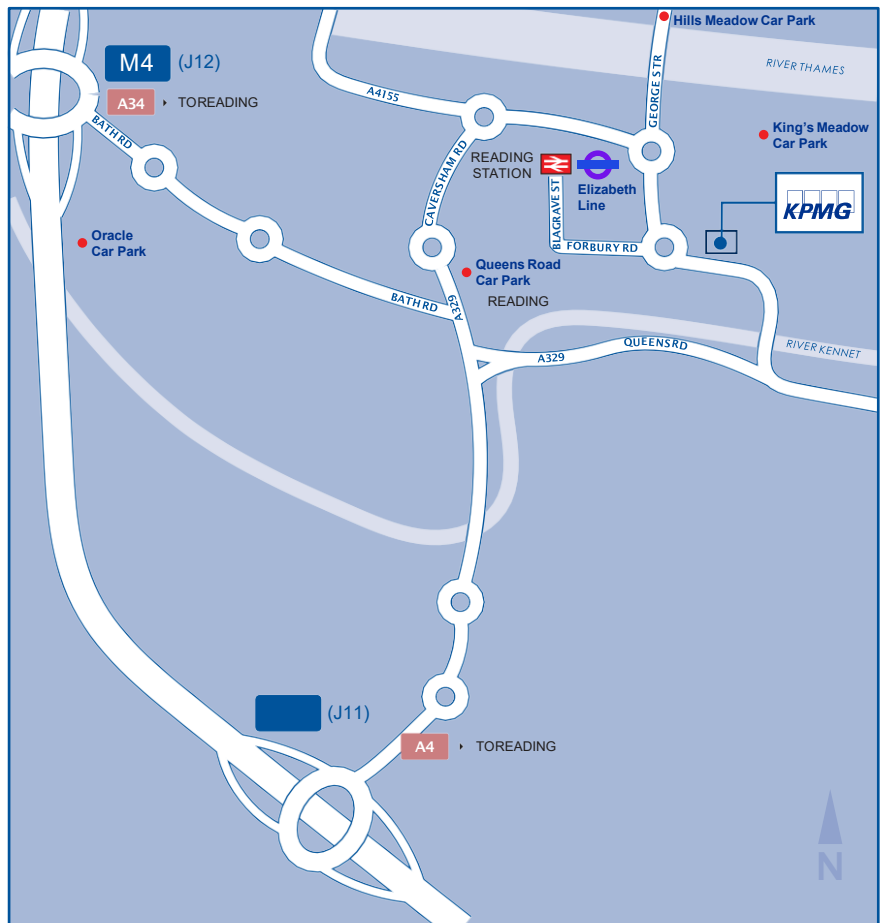 Hills Meadow Car Park
M4 (J12)
RIVER THAMES
A34 TOREADING
A4155
GEORGE STR
BATH RD
King's Meadow
Car Park
READING
STATION
CAVERSHAM RD
Elizabeth
Line
BLAGRAVE ST
KPMG
Oracle
Car Park
FORBURY RD
Queens Road
Car Park
READING
BATH RD
A329
QUEENSRD
RIVER KENNET
A329
(J11)
A4 TOREADING
N